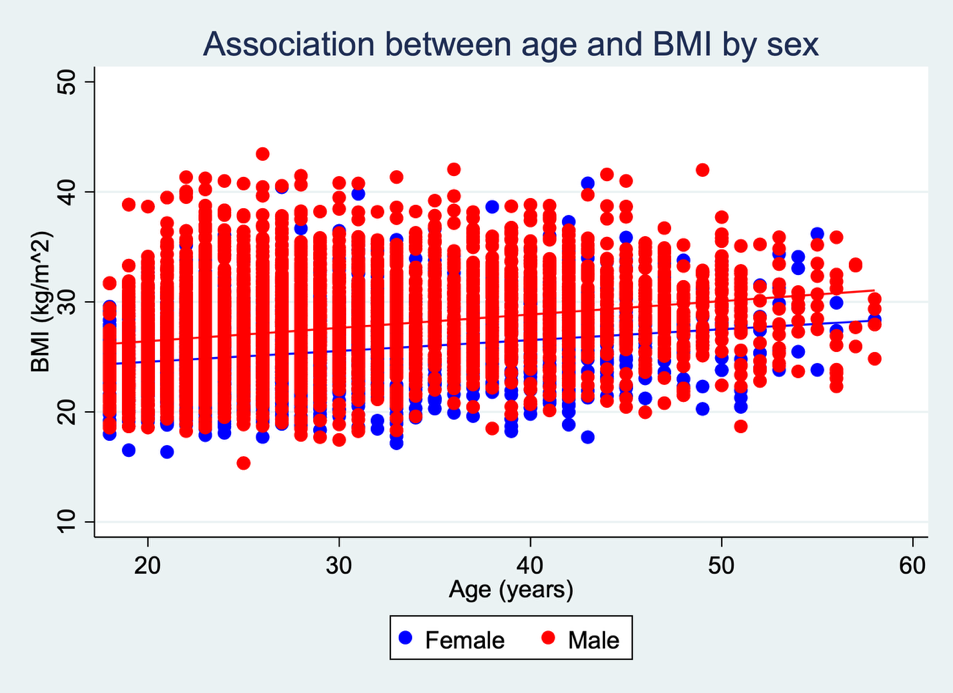 Association between age and BMI by sex
BMI (kg/m^2)
50
40
30
20
10
20 30 40 50 60
Age (years)
Female Male